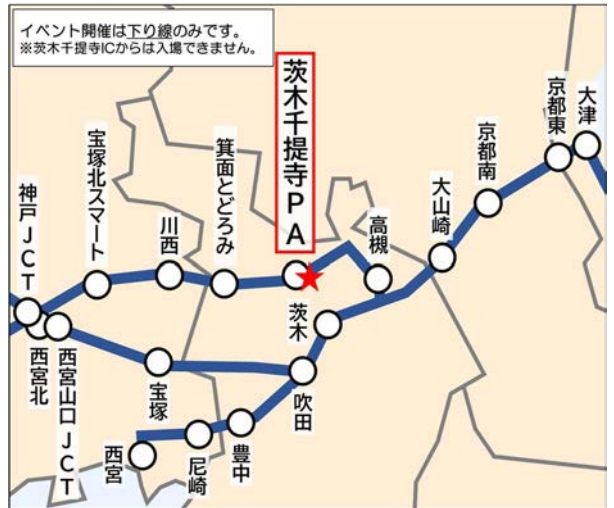 イベント開催は下り線のみです。
※茨木千提寺ICからは入場できません。
茨木千提寺PA
大津
京都東
京都南
大山崎
高槻
箕面とどろみ
川西
宝塚北スマート
神戸JCT
茨木
西宮北
西宮山口JCT
宝塚
吹田
豊中
尼崎
西宮